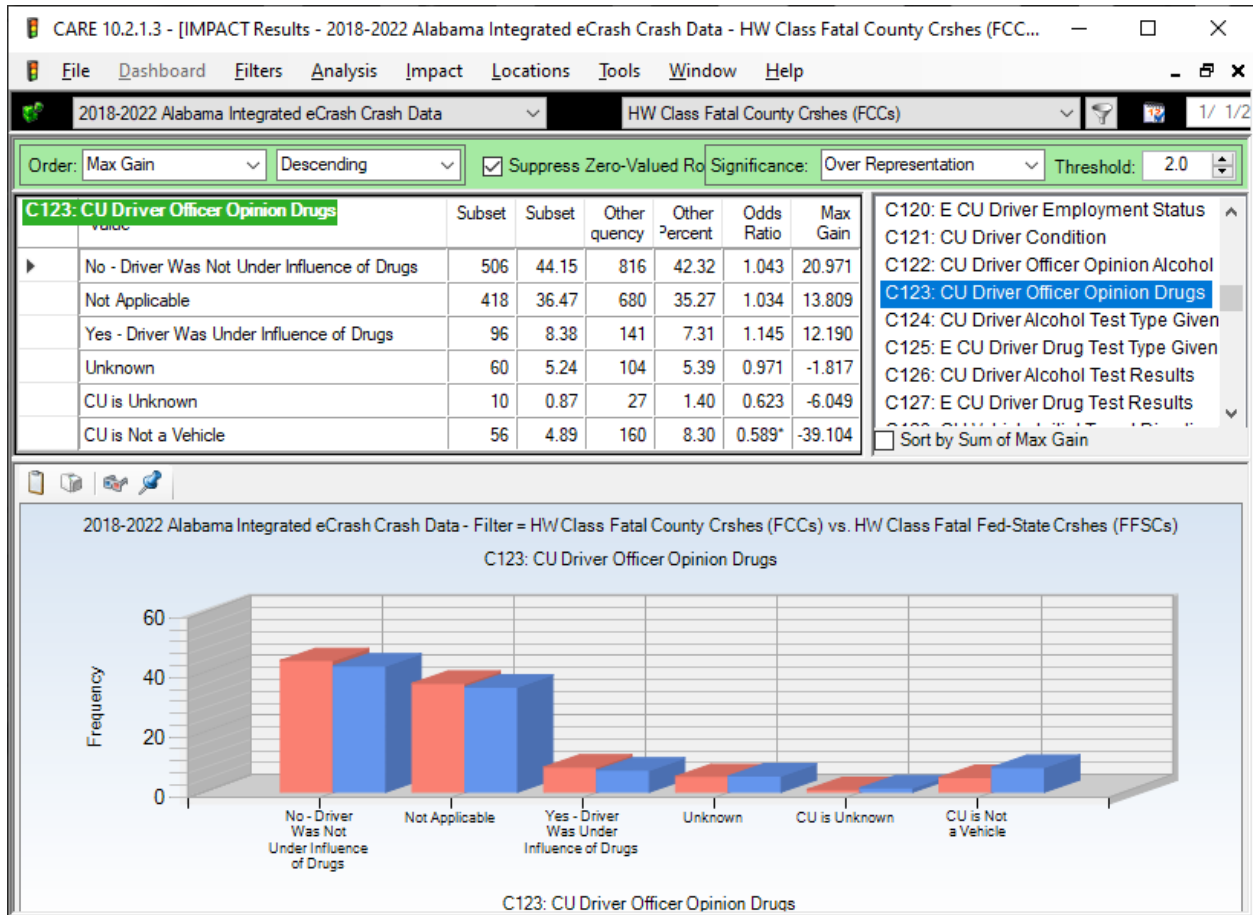 CARE 10.2.1.3 - [IMPACT Results - 2018-2022 Alabama Integrated eCrash Crash Data - HW Class Fatal County Crshes (FCC...
File Dashboard Filters Analysis Impact Locations Tools Window Help
2018-2022 Alabama Integrated eCrash Crash Data HW Class Fatal County Crshes (FCCs) 1/ 1/2
Order: Max Gain Descending Suppress Zero-Valued Ro Significance: Over Representation Threshold: 2.0
C123: CU Driver Officer Opinion Drugs Subset Subset Other quency Other Percent Odds Ratio Max Gain
No - Driver Was Not Under Influence of Drugs 506 44.15 816 42.32 1.043 20.971
Not Applicable 418 36.47 680 35.27 1.034 13.809
Yes - Driver Was Under Influence of Drugs 96 8.38 141 7.31 1.145 12.190
Unknown 60 5.24 104 5.39 0.971 -1.817
CU is Unknown 10 0.87 27 1.40 0.623 -6.049
CU is Not a Vehicle 56 4.89 160 8.30 0.589* -39.104
C120: E CU Driver Employment Status
C121: CU Driver Condition
C122: CU Driver Officer Opinion Alcohol
C123: CU Driver Officer Opinion Drugs
C124: CU Driver Alcohol Test Type Given
C125: E CU Driver Drug Test Type Given
C126: CU Driver Alcohol Test Results
C127: E CU Driver Drug Test Results
Sort by Sum of Max Gain
2018-2022 Alabama Integrated eCrash Crash Data - Filter = HW Class Fatal County Crshes (FCCs) vs. HW Class Fatal Fed-State Crshes (FFSCs)
C123: CU Driver Officer Opinion Drugs
Frequency
60
40
20
0
No - Driver
Was Not
Under Influence
of Drugs
Not Applicable
Yes - Driver
Was Under
Influence of Drugs
Unknown
CU is Unknown
CU is Not
a Vehicle
C123: CU Driver Officer Opinion Drugs